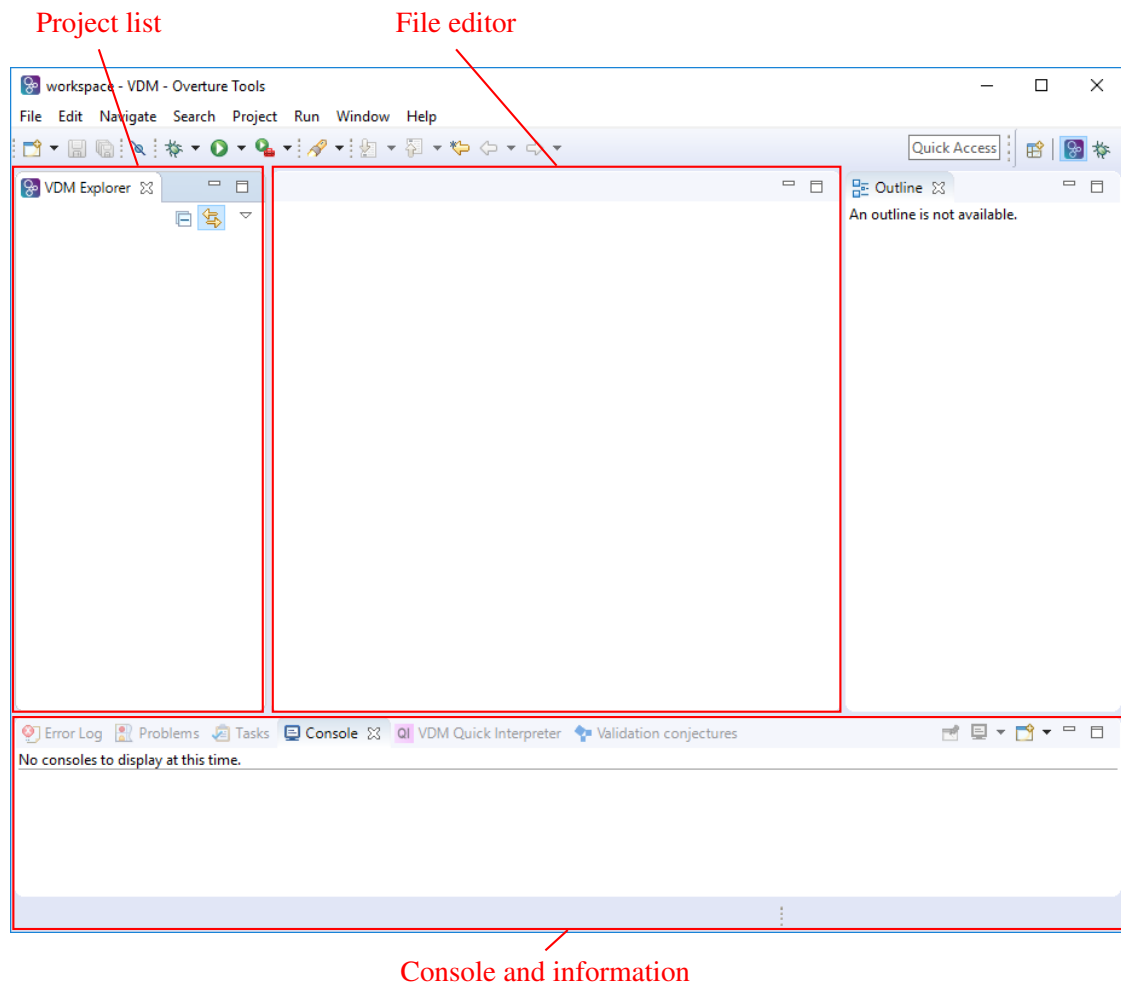 Project list
File editor
workspace - VDM - Overture Tools
File Edit Navigate Search Project Run Window Help
Quick Access
VDM Explorer
Outline
An outline is not available.
Error Log Problems Tasks Console QI VDM Quick Interpreter Validation conjectures
No consoles to display at this time.
Console and information